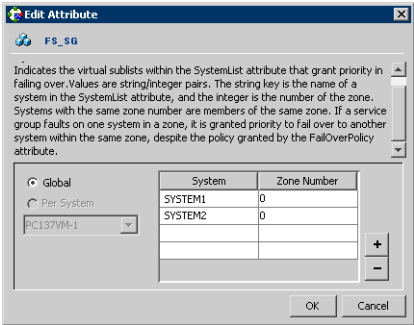 Edit Attribute
FS_SG
Indicates the virtual sublists within the SystemList attribute that grant priority in
failing over.Values are string/integer pairs. The string key is the name of a
system in the SystemList attribute, and the integer is the number of the zone.
Systems with the same zone number are members of the same zone. If a service
group faults on one system in a zone, it is granted priority to fail over to another
system within the same zone, despite the policy granted by the FailOverPolicy
attribute.
Global
Per System
PC137VM-1
System Zone Number
SYSTEM1 0
SYSTEM2 0
+
-
OK Cancel